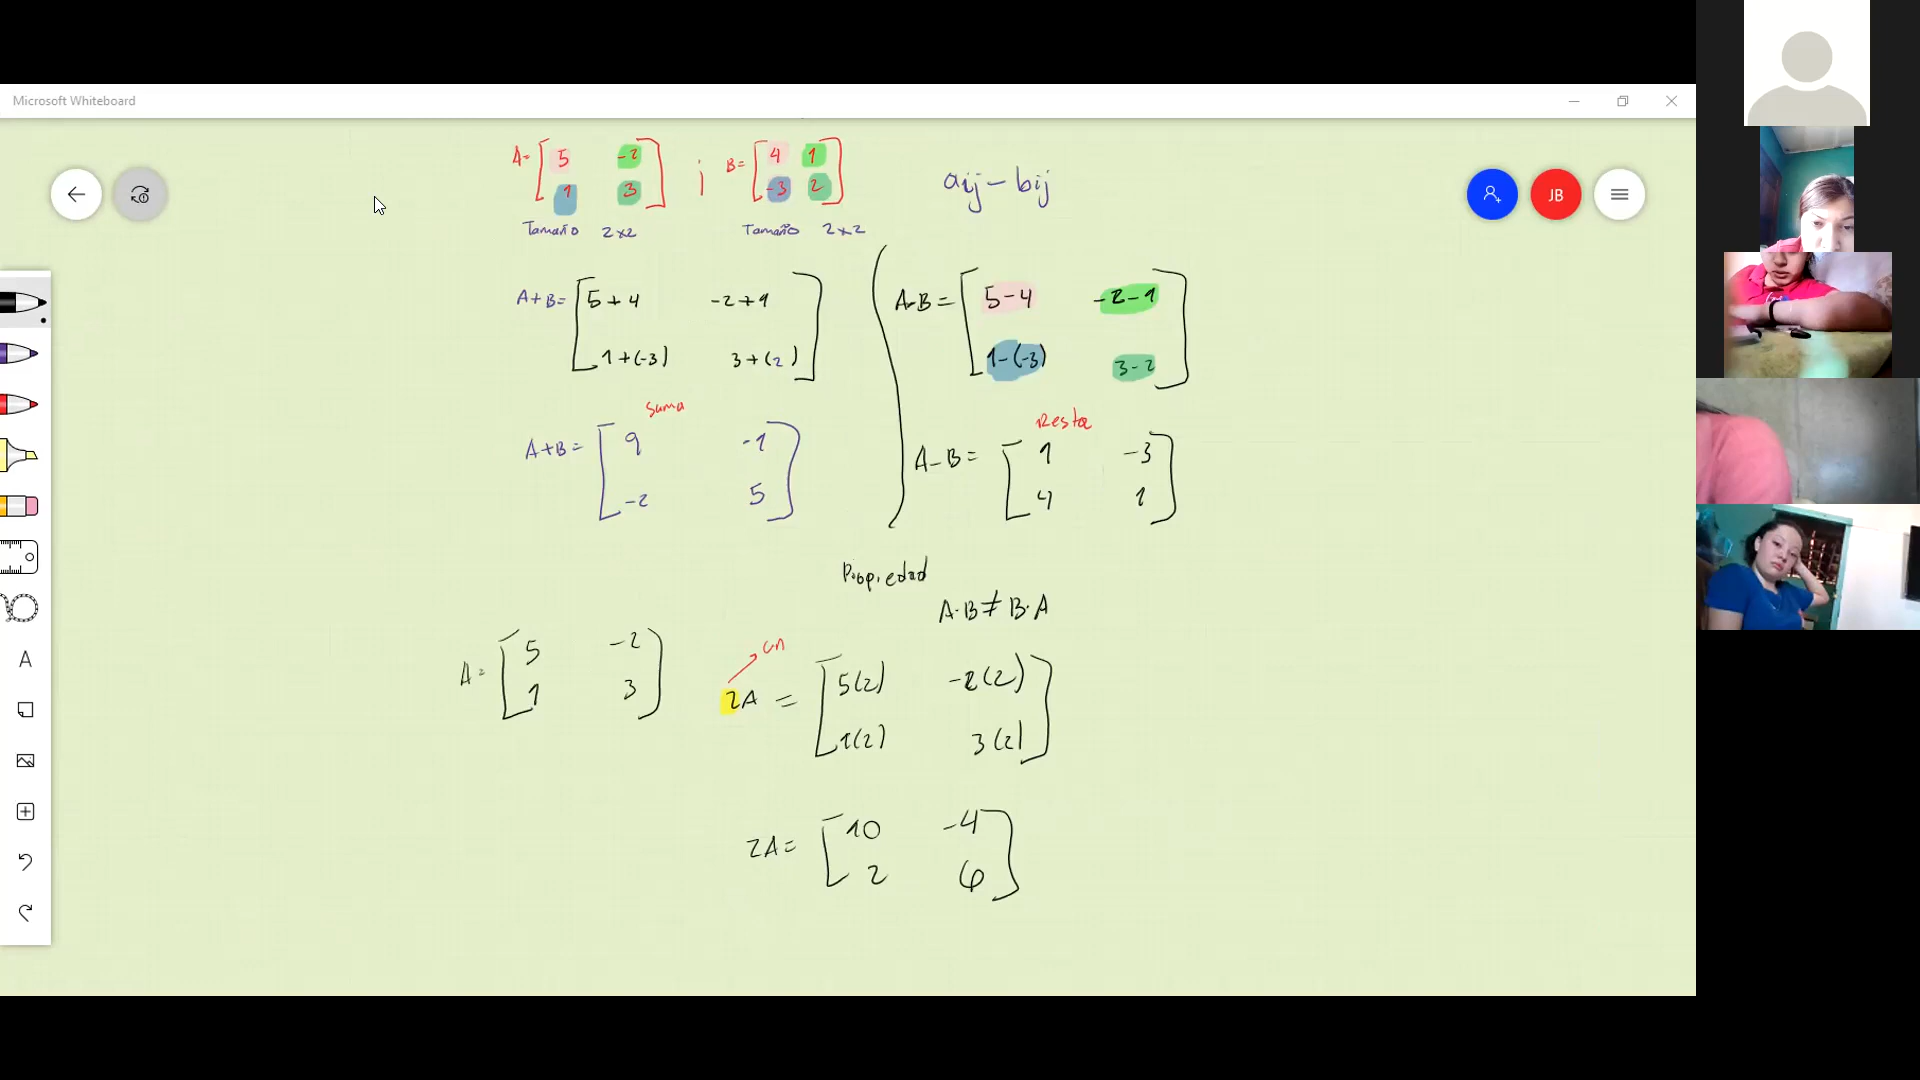 Microsoft Whiteboard
A= [ 5 -2 ; 1 3 ] ; B= [ 4 1 ; -3 2 ] aij - bij
Tamaño 2x2 Tamaño 2x2
JB
A+B= [ 5+4 -2+1 ; 1+(-3) 3+(2) ]
A-B = [ 5-4 -2-1 ; 1-(-3) 3-2 ]
Suma
A+B= [ 9 -1 ; -2 5 ]
Resta
A-B= [ 1 -3 ; 4 1 ]
Propiedad
A·B≠B·A
A= [ 5 -2 ; 1 3 ]
2A = [ 5(2) -2(2) ; 1(2) 3(2) ]
2A= [ 10 -4 ; 2 6 ]